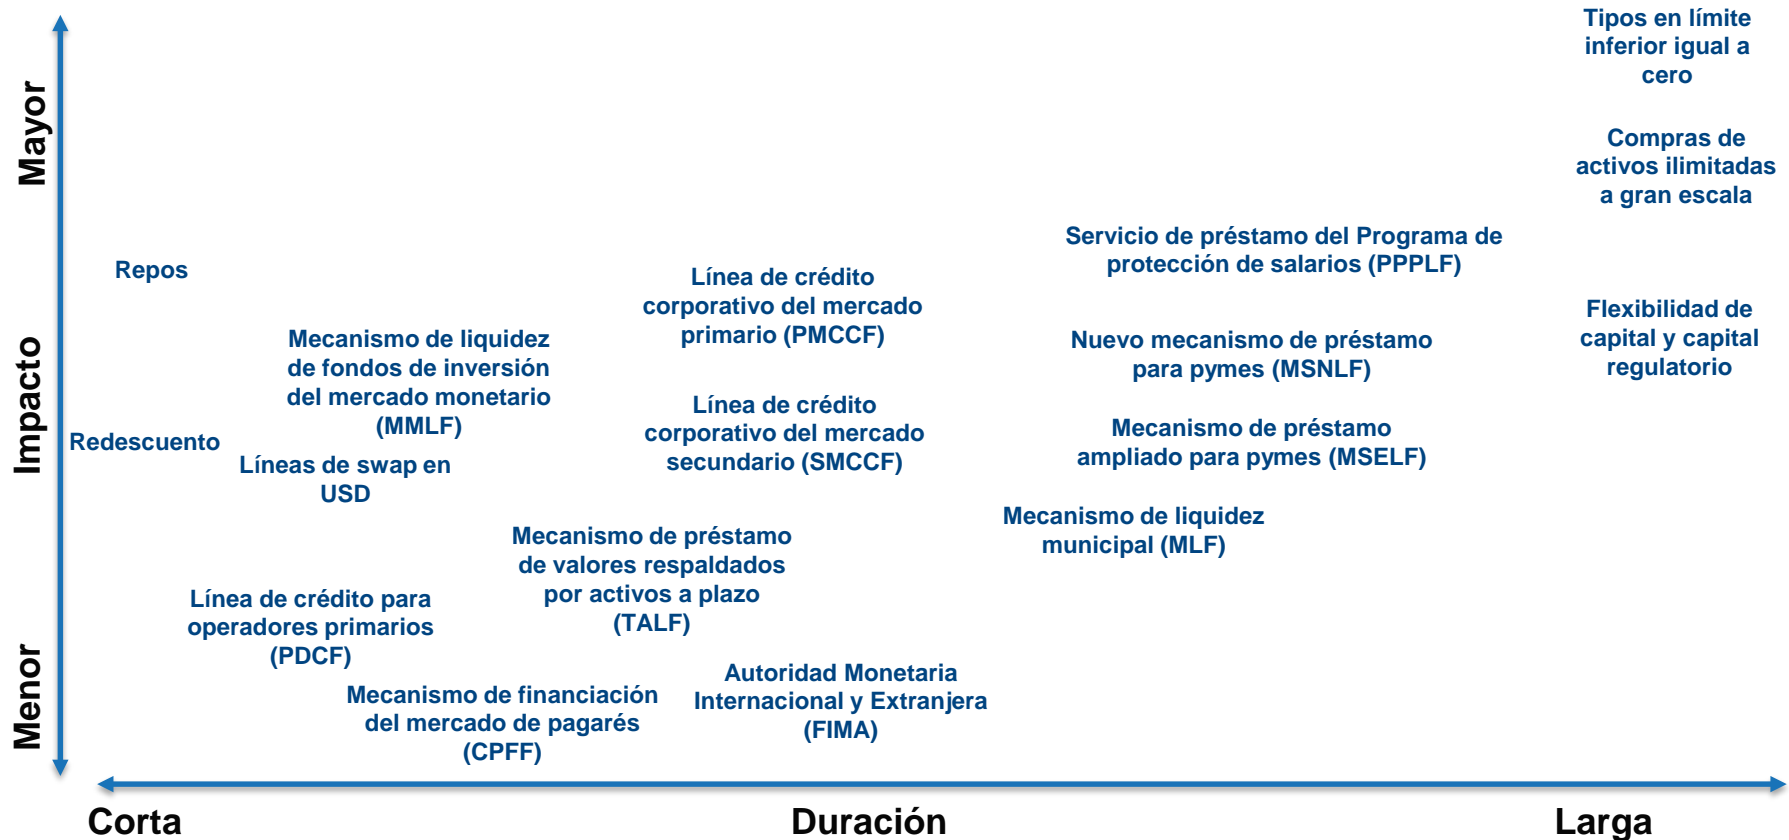 Tipos en límite
inferior igual a
cero
Mayor
Compras de
activos ilimitadas
a gran escala
Servicio de préstamo del Programa de
protección de salarios (PPPLF)
Repos
Línea de crédito
corporativo del mercado
primario (PMCCF)
Flexibilidad de
capital y capital
regulatorio
Mecanismo de liquidez
de fondos de inversión
del mercado monetario
(MMLF)
Nuevo mecanismo de préstamo
para pymes (MSNLF)
Impacto
Línea de crédito
corporativo del mercado
secundario (SMCCF)
Mecanismo de préstamo
ampliado para pymes (MSELF)
Redescuento
Líneas de swap en
USD
Mecanismo de liquidez
municipal (MLF)
Mecanismo de préstamo
de valores respaldados
por activos a plazo
(TALF)
Línea de crédito para
operadores primarios
(PDCF)
Menor
Autoridad Monetaria
Internacional y Extranjera
(FIMA)
Mecanismo de financiación
del mercado de pagarés
(CPFF)
Corta
Duración
Larga